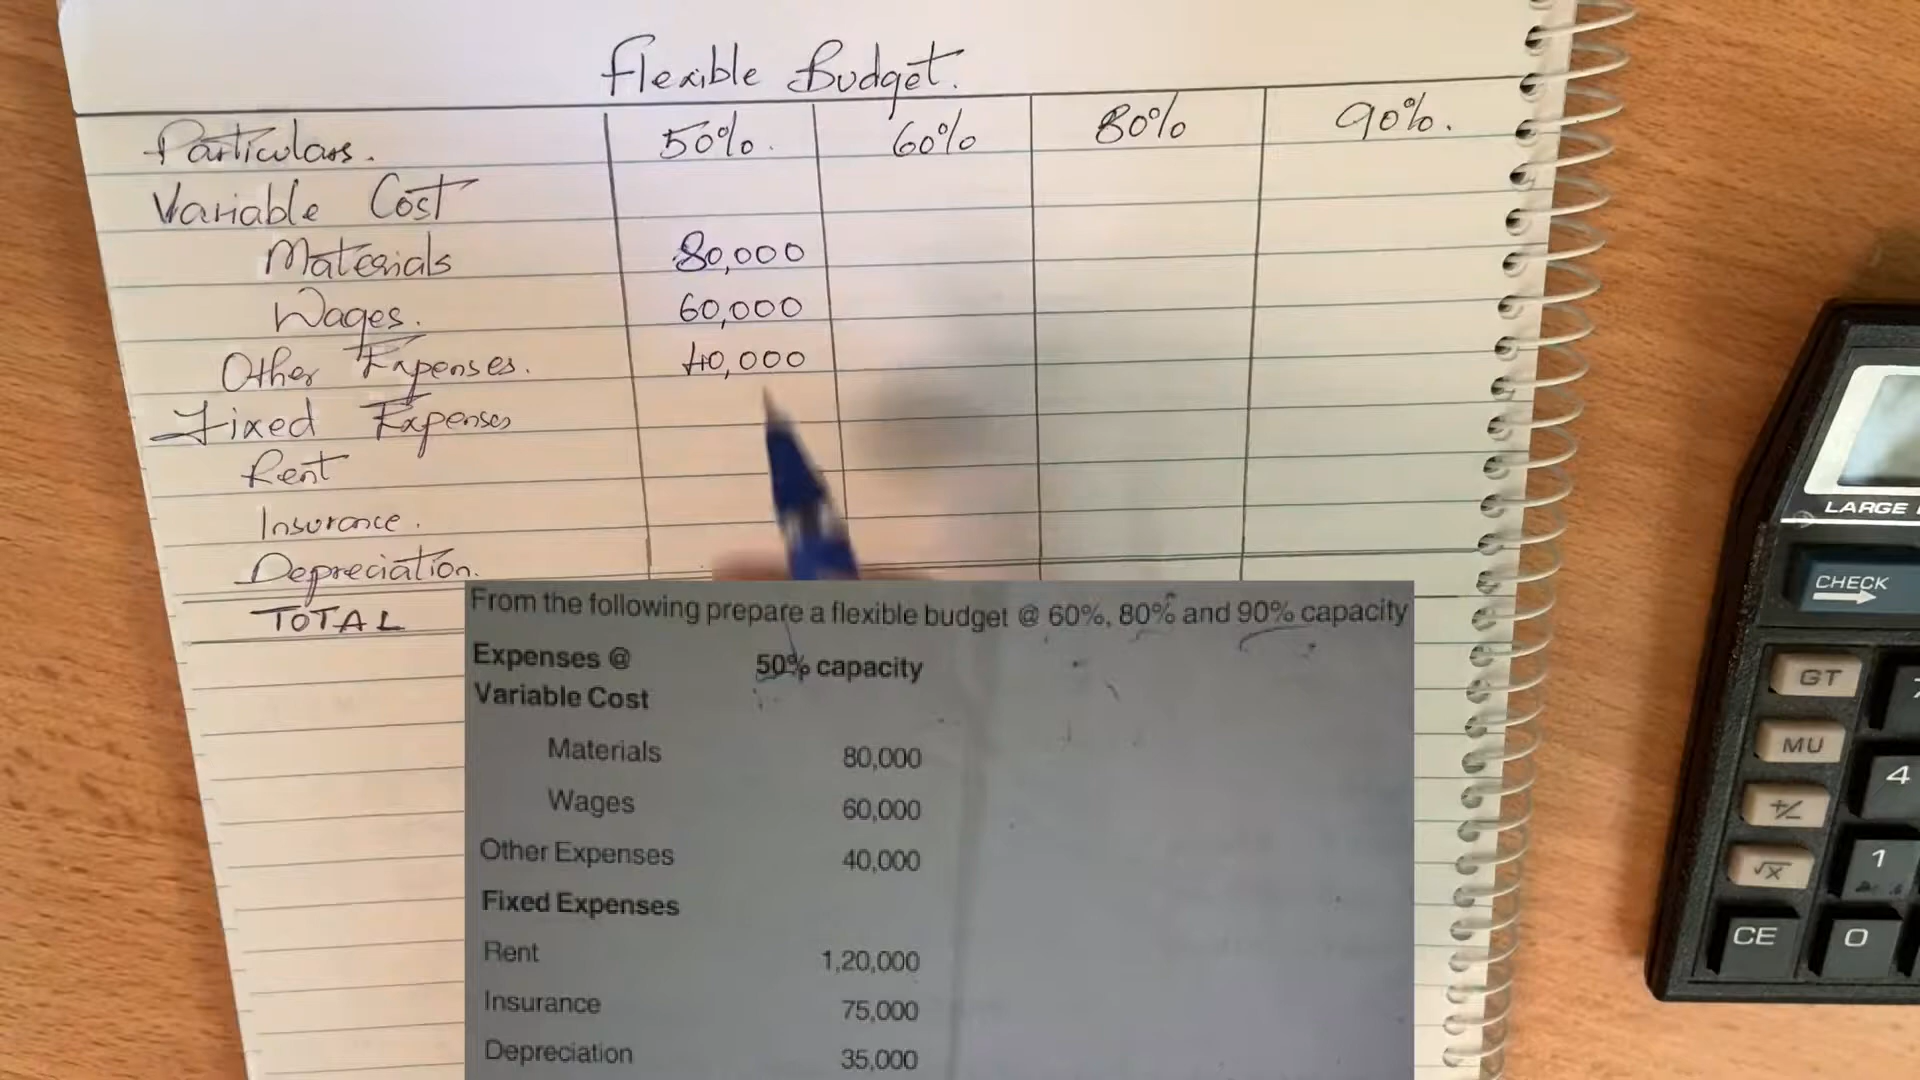 Flexible Budget.
Particulars. 50%. 60% 80% 90%.
Variable Cost
Materials 80,000
Wages. 60,000
Other Expenses. 40,000
Fixed Expenses
Rent
Insurance.
Depreciation.
TOTAL
From the following prepare a flexible budget @ 60%, 80% and 90% capacity
Expenses @ 50% capacity
Variable Cost
Materials 80,000
Wages 60,000
Other Expenses 40,000
Fixed Expenses
Rent 1,20,000
Insurance 75,000
Depreciation 35,000
LARGE
CHECK
GT
MU
4
+/-
√x
1
CE
0